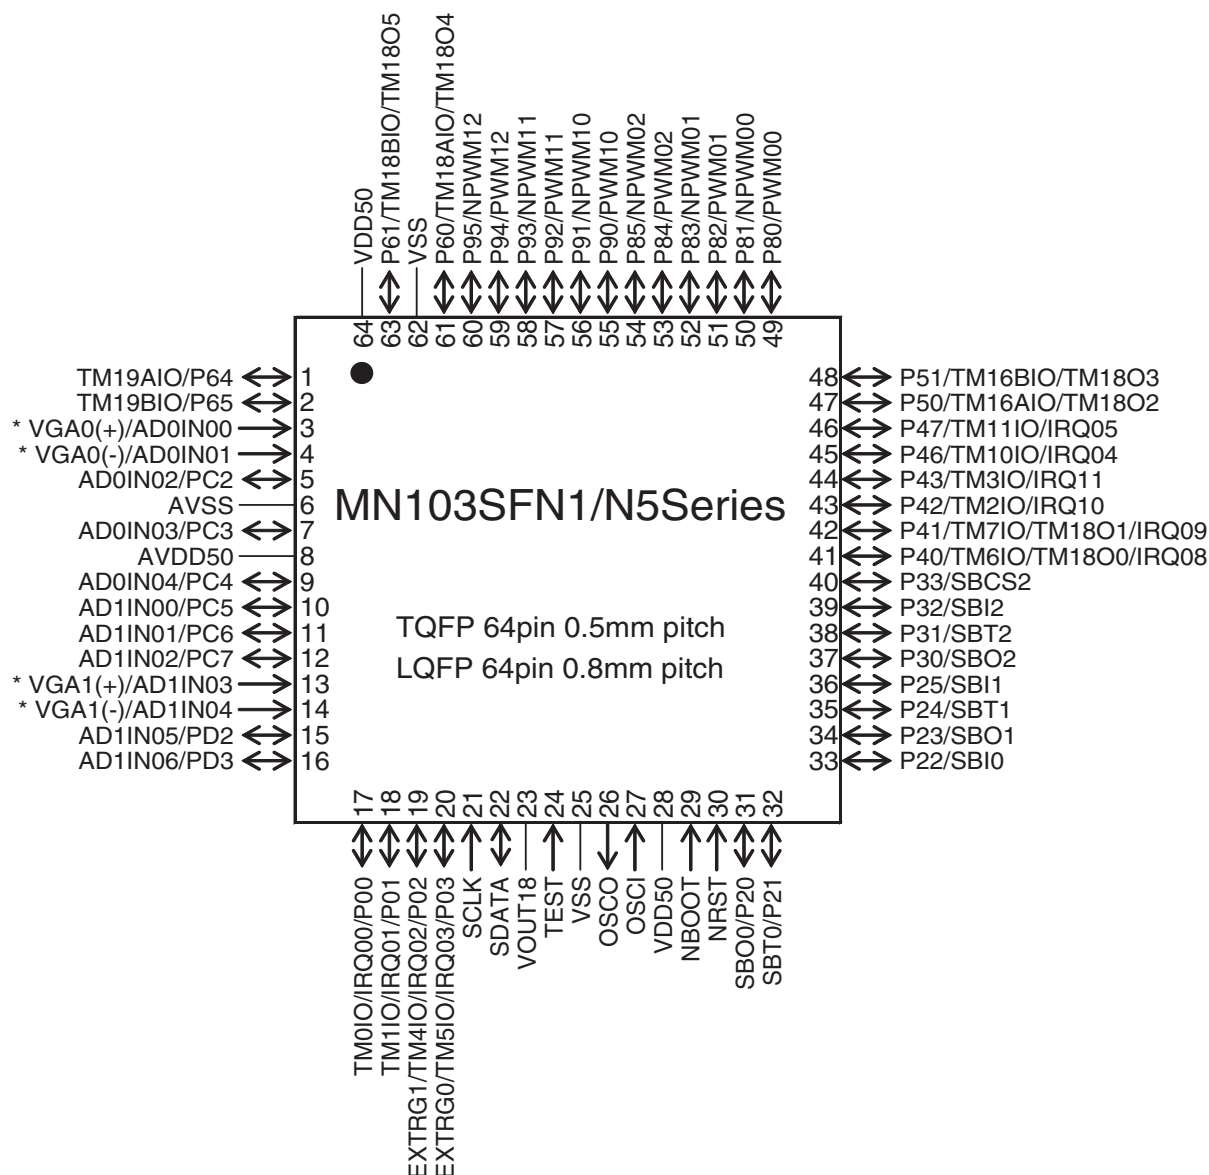 VDD50
P61/TM18BIO/TM18O5
VSS
P60/TM18AIO/TM18O4
P95/NPWM12
P94/PWM12
P93/NPWM11
P92/PWM11
P91/NPWM10
P90/PWM10
P85/NPWM02
P84/PWM02
P83/NPWM01
P82/PWM01
P81/NPWM00
P80/PWM00
64
63
62
61
60
59
58
57
56
55
54
53
52
51
50
49
TM19AIO/P64 1
TM19BIO/P65 2
* VGA0(+)/AD0IN00 3
* VGA0(-)/AD0IN01 4
AD0IN02/PC2 5
AVSS 6
AD0IN03/PC3 7
AVDD50 8
AD0IN04/PC4 9
AD1IN00/PC5 10
AD1IN01/PC6 11
AD1IN02/PC7 12
* VGA1(+)/AD1IN03 13
* VGA1(-)/AD1IN04 14
AD1IN05/PD2 15
AD1IN06/PD3 16
MN103SFN1/N5Series
TQFP 64pin 0.5mm pitch
LQFP 64pin 0.8mm pitch
48 P51/TM16BIO/TM18O3
47 P50/TM16AIO/TM18O2
46 P47/TM11IO/IRQ05
45 P46/TM10IO/IRQ04
44 P43/TM3IO/IRQ11
43 P42/TM2IO/IRQ10
42 P41/TM7IO/TM18O1/IRQ09
41 P40/TM6IO/TM18O0/IRQ08
40 P33/SBCS2
39 P32/SBI2
38 P31/SBT2
37 P30/SBO2
36 P25/SBI1
35 P24/SBT1
34 P23/SBO1
33 P22/SBI0
17
18
19
20
21
22
23
24
25
26
27
28
29
30
31
32
TM0IO/IRQ00/P00
TM1IO/IRQ01/P01
EXTRG1/TM4IO/IRQ02/P02
EXTRG0/TM5IO/IRQ03/P03
SCLK
SDATA
VOUT18
TEST
VSS
OSCO
OSCI
VDD50
NBOOT
NRST
SBO0/P20
SBT0/P21